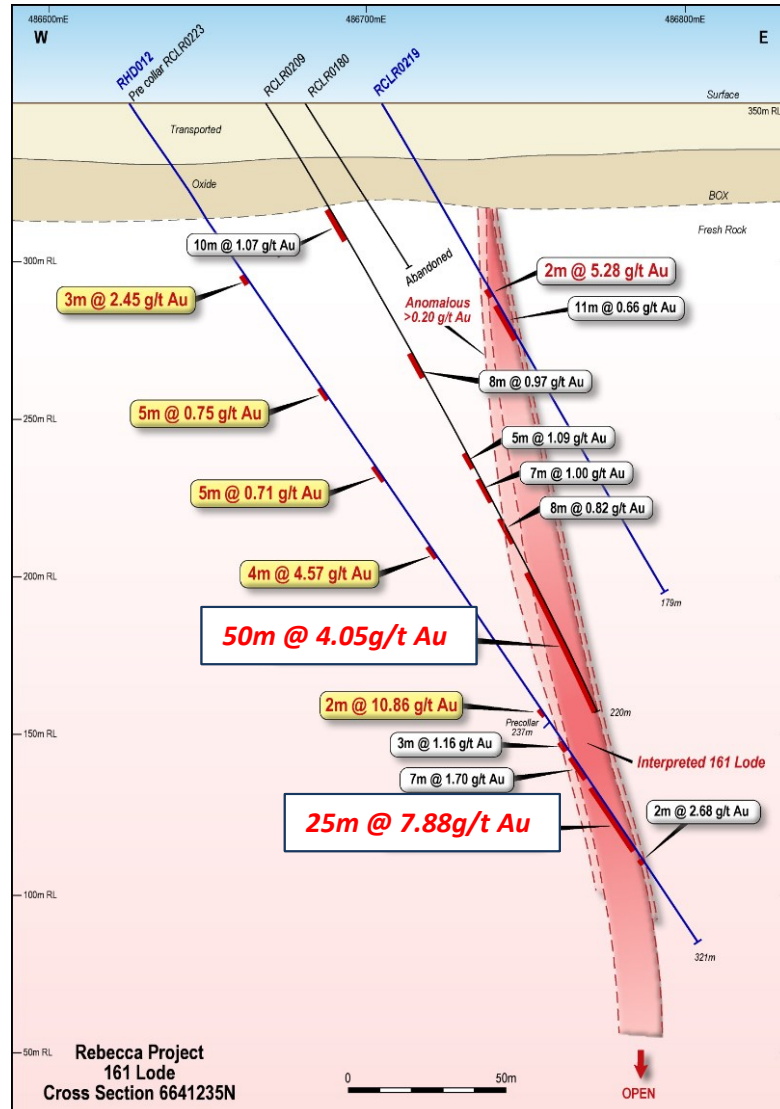 486600mE
486700mE
486800mE
W
E
RHD012
Pre collar RCLR0223
RCLR0209
RCLR0180
RCLR0219
Surface
350m RL
Transported
Oxide
BOX
Fresh Rock
10m @ 1.07 g/t Au
300m RL
Abandoned
2m @ 5.28 g/t Au
3m @ 2.45 g/t Au
Anomalous
>0.20 g/t Au
11m @ 0.66 g/t Au
8m @ 0.97 g/t Au
5m @ 0.75 g/t Au
250m RL
5m @ 1.09 g/t Au
7m @ 1.00 g/t Au
5m @ 0.71 g/t Au
8m @ 0.82 g/t Au
4m @ 4.57 g/t Au
200m RL
179m
50m @ 4.05g/t Au
2m @ 10.86 g/t Au
220m
Precollar
237m
150m RL
3m @ 1.16 g/t Au
Interpreted 161 Lode
7m @ 1.70 g/t Au
25m @ 7.88g/t Au
2m @ 2.68 g/t Au
100m RL
321m
50m RL
Rebecca Project
161 Lode
Cross Section 6641235N
0
50m
OPEN